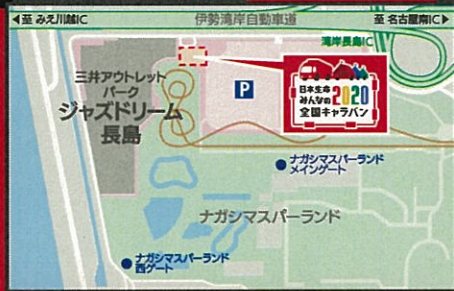 ◀至 みえ川越IC
伊勢湾岸自動車道
至 名古屋南IC▶
湾岸長島IC
三井アウトレット
パーク
ジャズドリーム
長島
P
日本生命
みんなの2020
全国キャラバン
ナガシマスパーランド
メインゲート
ナガシマスパーランド
ナガシマスパーランド
西ゲート